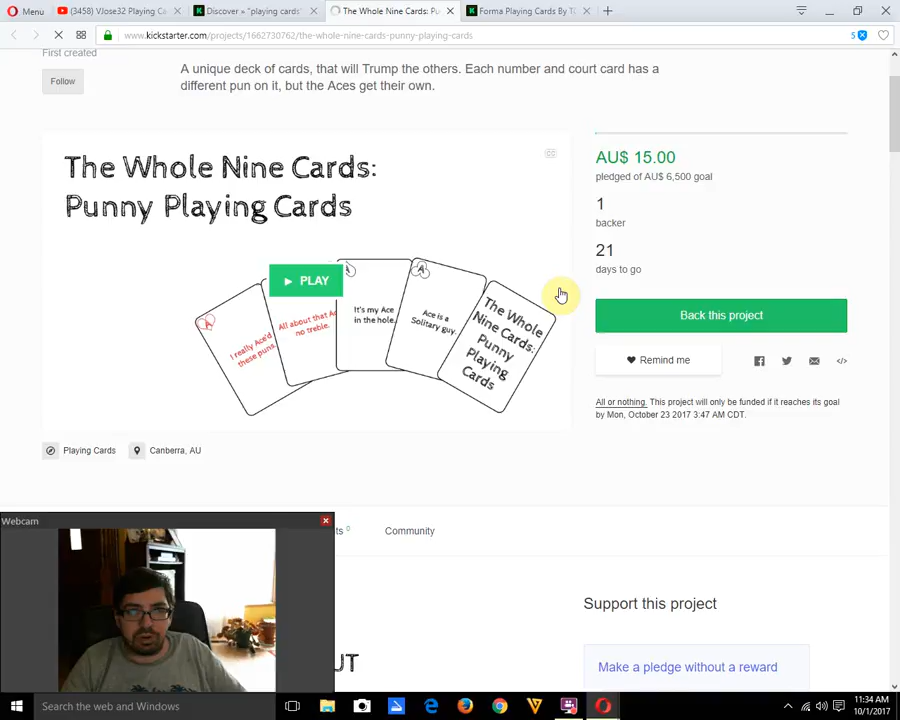 Menu
(3458) VJose32 Playing Ca
Discover » "playing cards"
The Whole Nine Cards: Pu
Forma Playing Cards By TD
www.kickstarter.com/projects/1662730762/the-whole-nine-cards-punny-playing-cards
5
First created
Follow
A unique deck of cards, that will Trump the others. Each number and court card has a
different pun on it, but the Aces get their own.
The Whole Nine Cards:
Punny Playing Cards
CC
PLAY
A
I really Ace'd
these puns.
All about that Ac
no treble.
A
It's my Ace
in the hole.
A
Ace is a
Solitary guy.
The Whole
Nine Cards:
Punny
Playing
Cards
AU$ 15.00
pledged of AU$ 6,500 goal
1
backer
21
days to go
Back this project
Remind me
All or nothing. This project will only be funded if it reaches its goal
by Mon, October 23 2017 3:47 AM CDT.
Playing Cards
Canberra, AU
Webcam
ts 0
Community
Support this project
UT
Make a pledge without a reward
Search the web and Windows
11:34 AM
10/1/2017